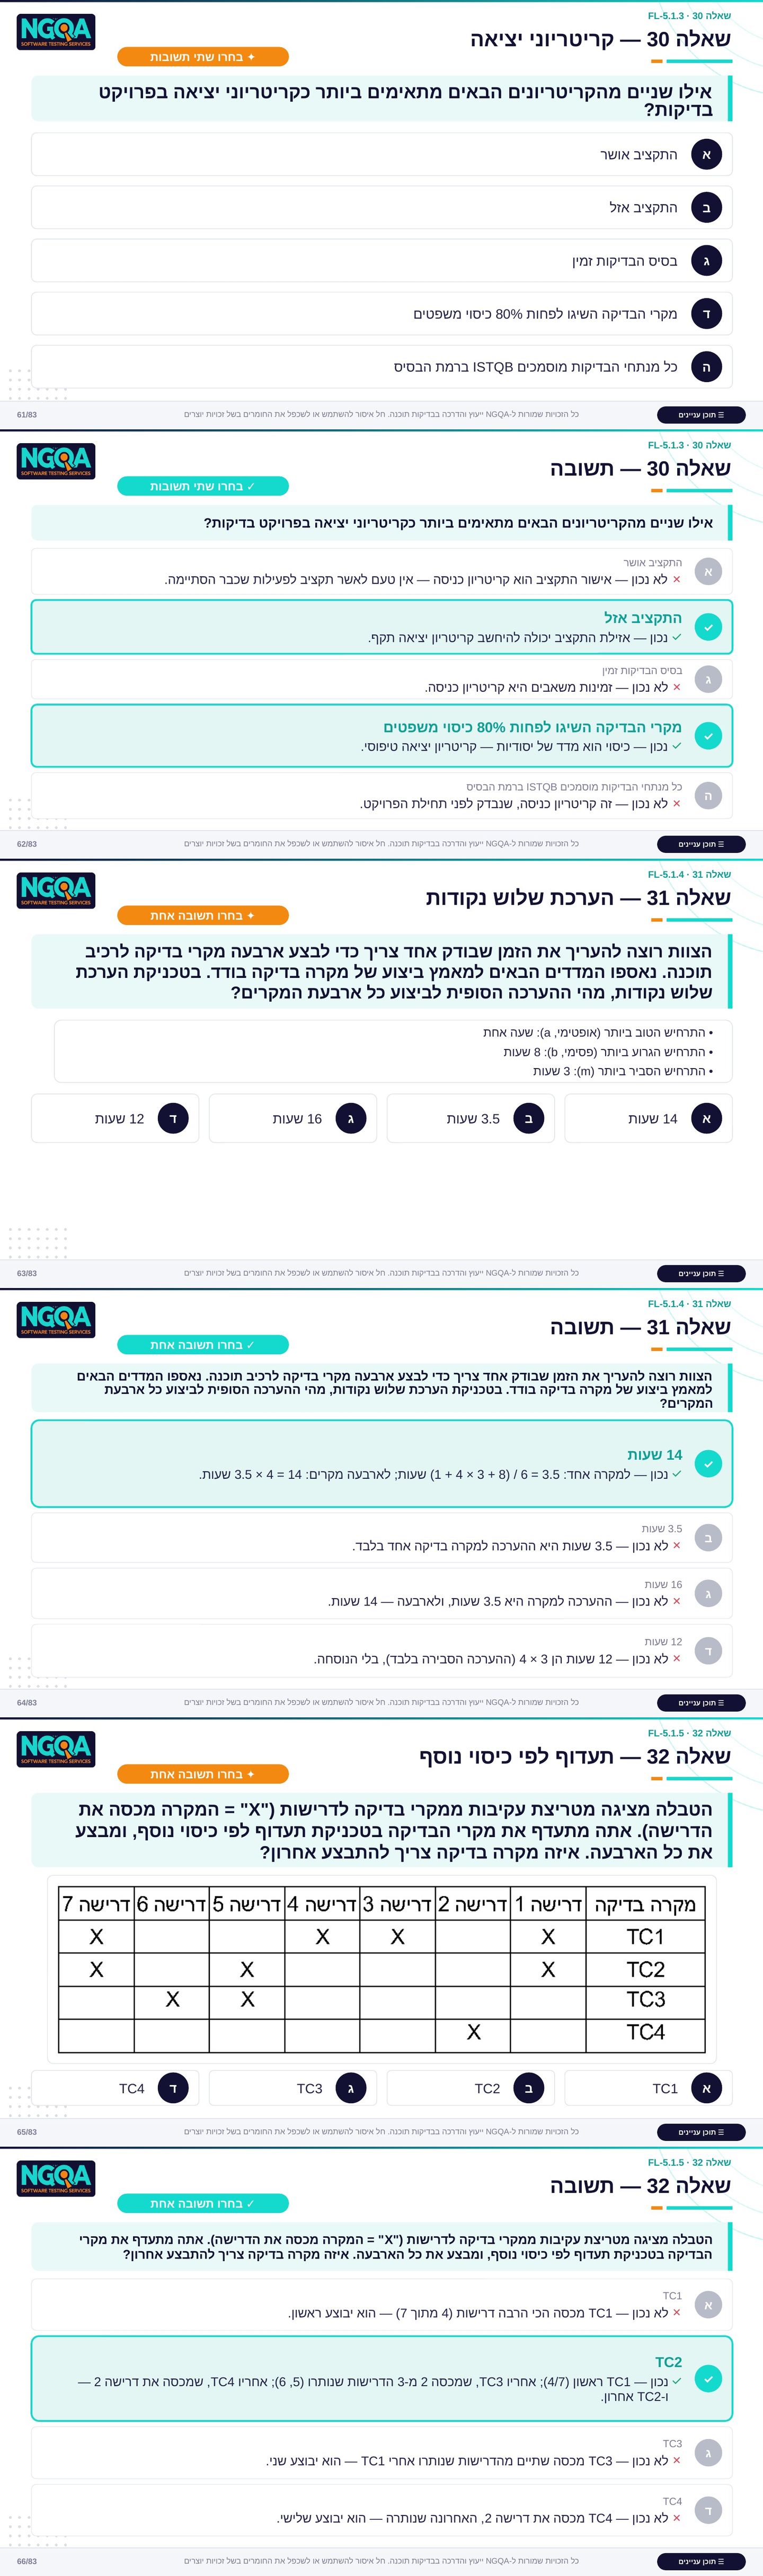 שאלה 30 · FL-5.1.3
NGQA
SOFTWARE TESTING SERVICES
שאלה 30 — קריטריוני יציאה
✦ בחרו שתי תשובות
אילו שניים מהקריטריונים הבאים מתאימים ביותר כקריטריוני יציאה בפרויקט
בדיקות?
א התקציב אושר
ב התקציב אזל
ג בסיס הבדיקות זמין
ד מקרי הבדיקה השיגו לפחות 80% כיסוי משפטים
ה כל מנתחי הבדיקות מוסמכים ISTQB ברמת הבסיס
☰ תוכן עניינים
כל הזכויות שמורות ל-NGQA ייעוץ והדרכה בבדיקות תוכנה. חל איסור להשתמש או לשכפל את החומרים בשל זכויות יוצרים
61/83
שאלה 30 · FL-5.1.3
NGQA
SOFTWARE TESTING SERVICES
שאלה 30 — תשובה
✓ בחרו שתי תשובות
אילו שניים מהקריטריונים הבאים מתאימים ביותר כקריטריוני יציאה בפרויקט בדיקות?
א התקציב אושר
✕ לא נכון — אישור התקציב הוא קריטריון כניסה — אין טעם לאשר תקציב לפעילות שכבר הסתיימה.
✓ התקציב אזל
✓ נכון — אזילת התקציב יכולה להיחשב קריטריון יציאה תקף.
ג בסיס הבדיקות זמין
✕ לא נכון — זמינות משאבים היא קריטריון כניסה.
✓ מקרי הבדיקה השיגו לפחות 80% כיסוי משפטים
✓ נכון — כיסוי הוא מדד של יסודיות — קריטריון יציאה טיפוסי.
ה כל מנתחי הבדיקות מוסמכים ISTQB ברמת הבסיס
✕ לא נכון — זה קריטריון כניסה, שנבדק לפני תחילת הפרויקט.
☰ תוכן עניינים
כל הזכויות שמורות ל-NGQA ייעוץ והדרכה בבדיקות תוכנה. חל איסור להשתמש או לשכפל את החומרים בשל זכויות יוצרים
62/83
שאלה 31 · FL-5.1.4
NGQA
SOFTWARE TESTING SERVICES
שאלה 31 — הערכת שלוש נקודות
✦ בחרו תשובה אחת
הצוות רוצה להעריך את הזמן שבודק אחד צריך כדי לבצע ארבעה מקרי בדיקה לרכיב
תוכנה. נאספו המדדים הבאים למאמץ ביצוע של מקרה בדיקה בודד. בטכניקת הערכת
שלוש נקודות, מהי ההערכה הסופית לביצוע כל ארבעת המקרים?
• התרחיש הטוב ביותר (אופטימי, a): שעה אחת
• התרחיש הגרוע ביותר (פסימי, b): 8 שעות
• התרחיש הסביר ביותר (m): 3 שעות
א 14 שעות
ב 3.5 שעות
ג 16 שעות
ד 12 שעות
☰ תוכן עניינים
כל הזכויות שמורות ל-NGQA ייעוץ והדרכה בבדיקות תוכנה. חל איסור להשתמש או לשכפל את החומרים בשל זכויות יוצרים
63/83
שאלה 31 · FL-5.1.4
NGQA
SOFTWARE TESTING SERVICES
שאלה 31 — תשובה
✓ בחרו תשובה אחת
הצוות רוצה להעריך את הזמן שבודק אחד צריך כדי לבצע ארבעה מקרי בדיקה לרכיב תוכנה. נאספו המדדים הבאים
למאמץ ביצוע של מקרה בדיקה בודד. בטכניקת הערכת שלוש נקודות, מהי ההערכה הסופית לביצוע כל ארבעת
המקרים?
✓ 14 שעות
✓ נכון — למקרה אחד: 3.5 = 6 / (8 + 3 × 4 + 1) שעות; לארבעה מקרים: 14 = 4 × 3.5 שעות.
ב 3.5 שעות
✕ לא נכון — 3.5 שעות היא ההערכה למקרה בדיקה אחד בלבד.
ג 16 שעות
✕ לא נכון — ההערכה למקרה היא 3.5 שעות, ולארבעה — 14 שעות.
ד 12 שעות
✕ לא נכון — 12 שעות הן 3 × 4 (ההערכה הסבירה בלבד), בלי הנוסחה.
☰ תוכן עניינים
כל הזכויות שמורות ל-NGQA ייעוץ והדרכה בבדיקות תוכנה. חל איסור להשתמש או לשכפל את החומרים בשל זכויות יוצרים
64/83
שאלה 32 · FL-5.1.5
NGQA
SOFTWARE TESTING SERVICES
שאלה 32 — תעדוף לפי כיסוי נוסף
✦ בחרו תשובה אחת
הטבלה מציגה מטריצת עקיבות ממקרי בדיקה לדרישות ("X" = המקרה מכסה את
הדרישה). אתה מתעדף את מקרי הבדיקה בטכניקת תעדוף לפי כיסוי נוסף, ומבצע
את כל הארבעה. איזה מקרה בדיקה צריך להתבצע אחרון?
מקרה בדיקה דרישה 1 דרישה 2 דרישה 3 דרישה 4 דרישה 5 דרישה 6 דרישה 7
TC1 X X X X
TC2 X X X
TC3 X X
TC4 X
א TC1
ב TC2
ג TC3
ד TC4
☰ תוכן עניינים
כל הזכויות שמורות ל-NGQA ייעוץ והדרכה בבדיקות תוכנה. חל איסור להשתמש או לשכפל את החומרים בשל זכויות יוצרים
65/83
שאלה 32 · FL-5.1.5
NGQA
SOFTWARE TESTING SERVICES
שאלה 32 — תשובה
✓ בחרו תשובה אחת
הטבלה מציגה מטריצת עקיבות ממקרי בדיקה לדרישות ("X" = המקרה מכסה את הדרישה). אתה מתעדף את מקרי
הבדיקה בטכניקת תעדוף לפי כיסוי נוסף, ומבצע את כל הארבעה. איזה מקרה בדיקה צריך להתבצע אחרון?
א TC1
✕ לא נכון — TC1 מכסה הכי הרבה דרישות (4 מתוך 7) — הוא יבוצע ראשון.
✓ TC2
✓ נכון — TC1 ראשון (4/7); אחריו TC3, שמכסה 2 מ-3 הדרישות שנותרו (5, 6); אחריו TC4, שמכסה את דרישה 2 —
ו-TC2 אחרון.
ג TC3
✕ לא נכון — TC3 מכסה שתיים מהדרישות שנותרו אחרי TC1 — הוא יבוצע שני.
ד TC4
✕ לא נכון — TC4 מכסה את דרישה 2, האחרונה שנותרה — הוא יבוצע שלישי.
☰ תוכן עניינים
כל הזכויות שמורות ל-NGQA ייעוץ והדרכה בבדיקות תוכנה. חל איסור להשתמש או לשכפל את החומרים בשל זכויות יוצרים
66/83